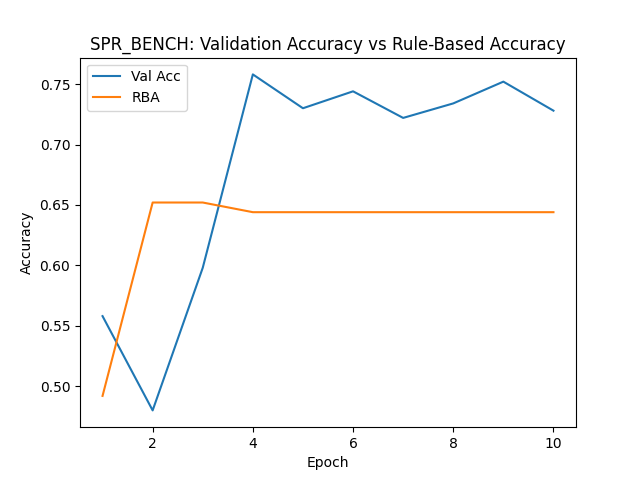 SPR_BENCH: Validation Accuracy vs Rule-Based Accuracy
Val Acc
RBA
0.75
0.70
0.65
0.60
0.55
0.50
Accuracy
2 4 6 8 10
Epoch